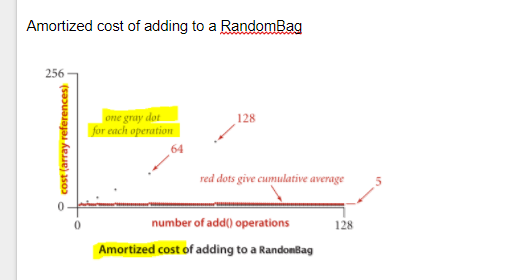 Amortized cost of adding to a RandomBag
256
one gray dot
for each operation
128
64
cost (array references)
red dots give cumulative average
5
0
0
number of add() operations
128
Amortized cost of adding to a RandomBag